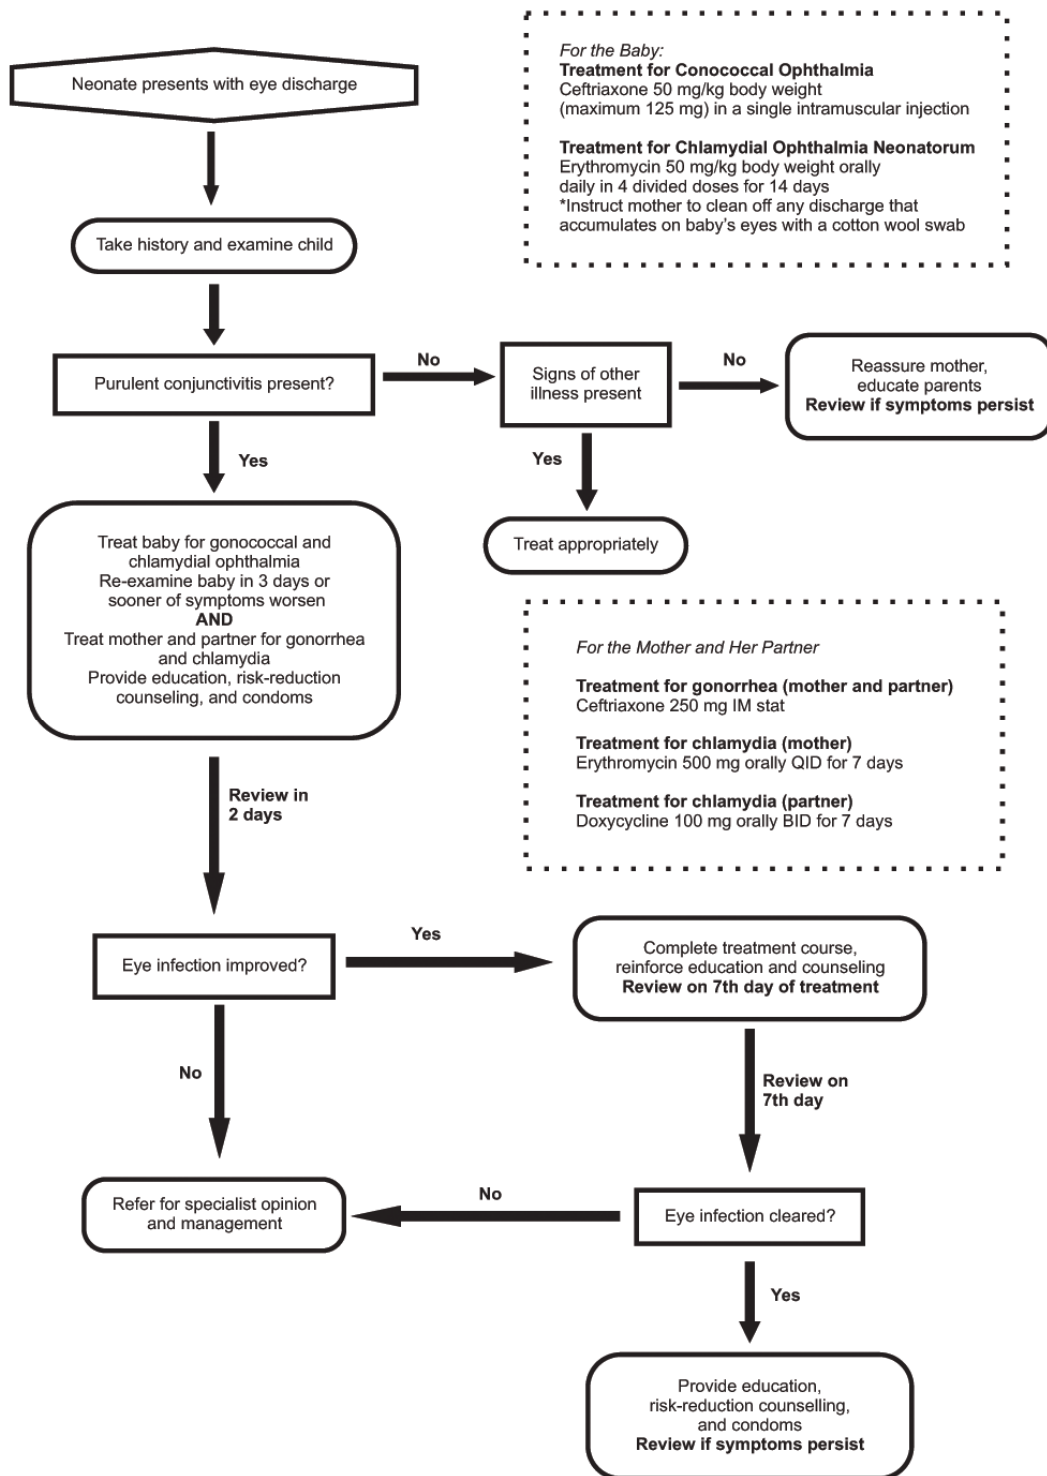 Neonate presents with eye discharge
For the Baby:
Treatment for Conococcal Ophthalmia
Ceftriaxone 50 mg/kg body weight
(maximum 125 mg) in a single intramuscular injection
Treatment for Chlamydial Ophthalmia Neonatorum
Erythromycin 50 mg/kg body weight orally
daily in 4 divided doses for 14 days
*Instruct mother to clean off any discharge that
accumulates on baby's eyes with a cotton wool swab
Take history and examine child
Purulent conjunctivitis present?
No
Signs of other
illness present
No
Reassure mother,
educate parents
Review if symptoms persist
Yes
Yes
Treat appropriately
Treat baby for gonococcal and
chlamydial ophthalmia
Re-examine baby in 3 days or
sooner of symptoms worsen
AND
Treat mother and partner for gonorrhea
and chlamydia
Provide education, risk-reduction
counseling, and condoms
For the Mother and Her Partner
Treatment for gonorrhea (mother and partner)
Ceftriaxone 250 mg IM stat
Treatment for chlamydia (mother)
Erythromycin 500 mg orally QID for 7 days
Treatment for chlamydia (partner)
Doxycycline 100 mg orally BID for 7 days
Review in
2 days
Eye infection improved?
Yes
Complete treatment course,
reinforce education and counseling
Review on 7th day of treatment
No
Review on
7th day
Refer for specialist opinion
and management
No
Eye infection cleared?
Yes
Provide education,
risk-reduction counselling,
and condoms
Review if symptoms persist